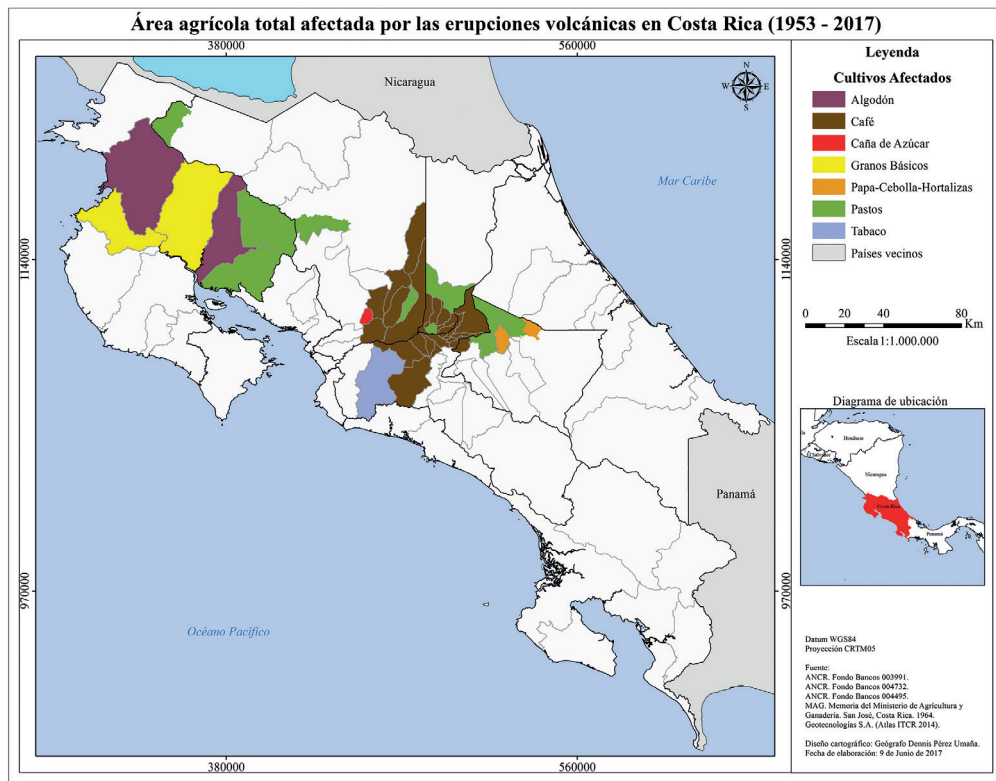 Área agrícola total afectada por las erupciones volcánicas en Costa Rica (1953 - 2017)
380000
560000
Nicaragua
N
W
E
S
Mar Caribe
1140000
1140000
Panamá
970000
970000
Océano Pacífico
380000
560000
Leyenda
Cultivos Afectados
Algodón
Café
Caña de Azúcar
Granos Básicos
Papa-Cebolla-Hortalizas
Pastos
Tabaco
Países vecinos
Km
0 20 40 80
Escala 1:1.000.000
Diagrama de ubicación
Honduras
El Salvador
Nicaragua
Costa Rica
Panamá
Datum WGS84
Proyección CRTM05
Fuente:
ANCR. Fondo Bancos 003991.
ANCR. Fondo Bancos 004732.
ANCR. Fondo Bancos 004495.
MAG. Memoria del Ministerio de Agrícultura y
Ganadería. San José, Costa Rica. 1964.
Geotecnologías S.A. (Atlas ITCR 2014).
Diseño cartográfico: Geógrafo Dennis Pérez Umaña.
Fecha de elaboración: 9 de Junio de 2017